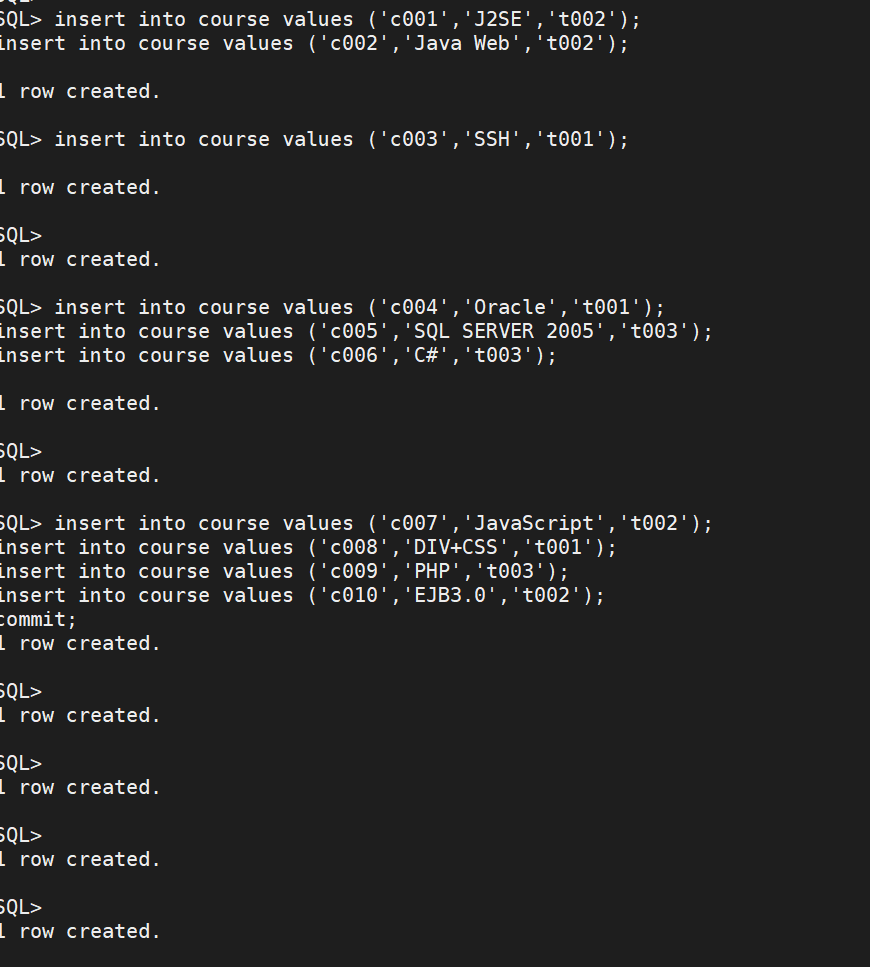 SQL> insert into course values ('c001','J2SE','t002');
insert into course values ('c002','Java Web','t002');
1 row created.
SQL> insert into course values ('c003','SSH','t001');
1 row created.
SQL>
1 row created.
SQL> insert into course values ('c004','Oracle','t001');
insert into course values ('c005','SQL SERVER 2005','t003');
insert into course values ('c006','C#','t003');
1 row created.
SQL>
1 row created.
SQL> insert into course values ('c007','JavaScript','t002');
insert into course values ('c008','DIV+CSS','t001');
insert into course values ('c009','PHP','t003');
insert into course values ('c010','EJB3.0','t002');
commit;
1 row created.
SQL>
1 row created.
SQL>
1 row created.
SQL>
1 row created.
SQL>
1 row created.